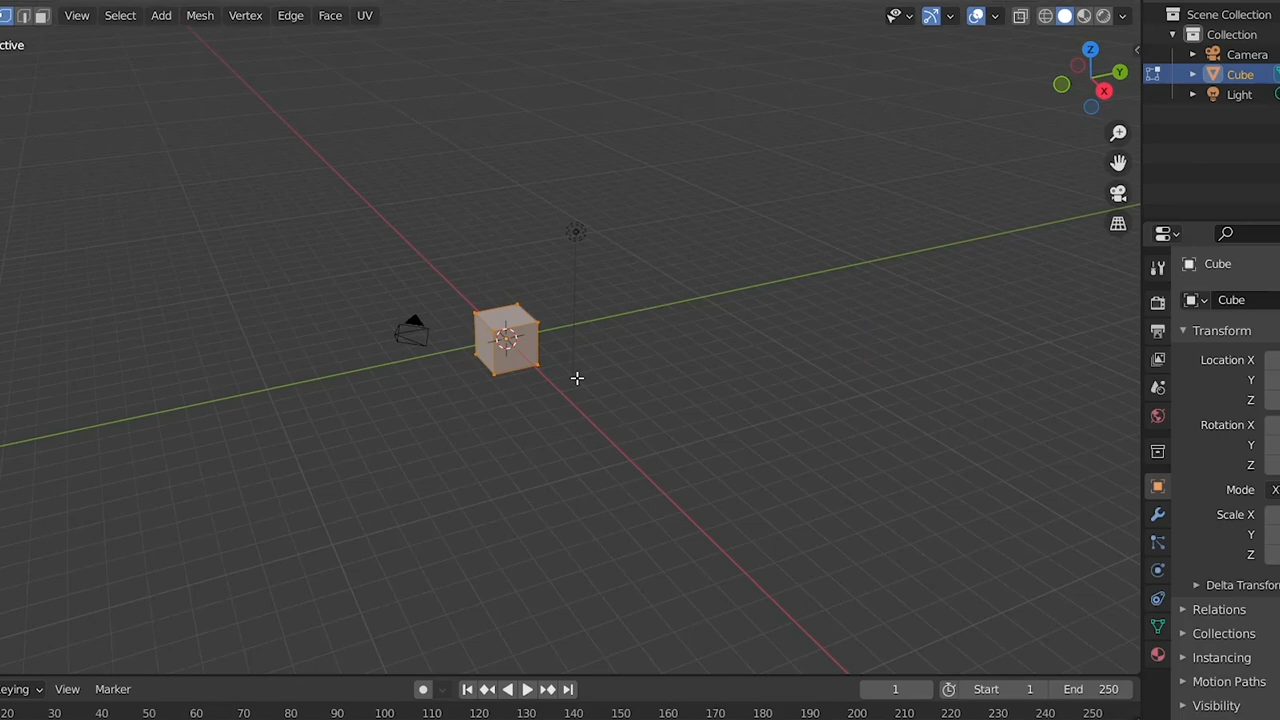 View Select Add Mesh Vertex Edge Face UV
ctive
Scene Collection
Collection
Camera
Cube
Light
Z
Y
X
Cube
Cube
Transform
Location X
Y
Z
Rotation X
Y
Z
Mode X
Scale X
Y
Z
Delta Transfor
Relations
Collections
Instancing
Motion Paths
Visibility
eying View Marker
1 Start 1 End 250
20 30 40 50 60 70 80 90 100 110 120 130 140 150 160 170 180 190 200 210 220 230 240 250